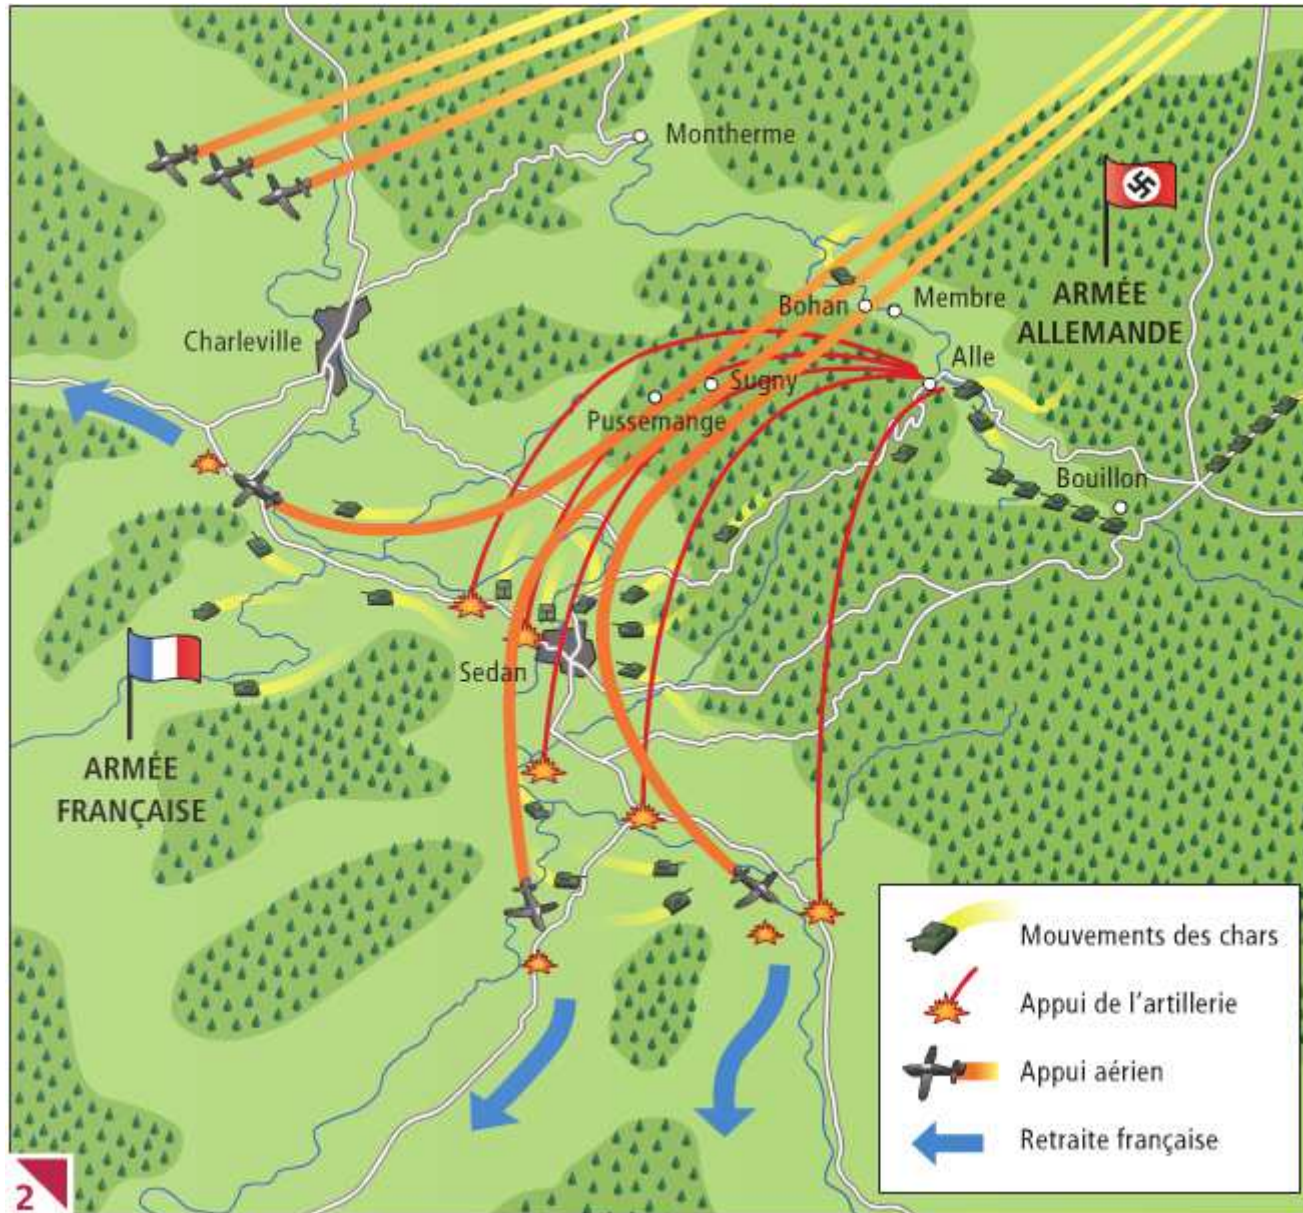 Montherme
ARMÉE
ALLEMANDE
Bohan
Membre
Charleville
Alle
Sugny
Pussemange
Bouillon
Sedan
ARMÉE
FRANÇAISE
Mouvements des chars
Appui de l'artillerie
Appui aérien
Retraite française
2